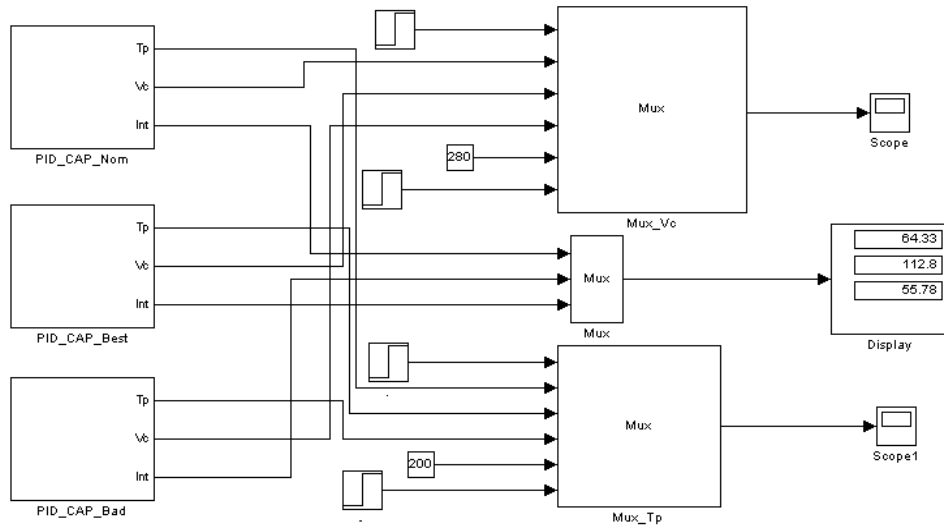 Tp
Vc
Int
PID_CAP_Nom
Tp
Vc
Int
PID_CAP_Best
Tp
Vc
Int
PID_CAP_Bad
280
Mux
Mux_Vc
Mux
Mux
200
Mux
Mux_Tp
Scope
64.33
112.8
55.78
Display
Scope1